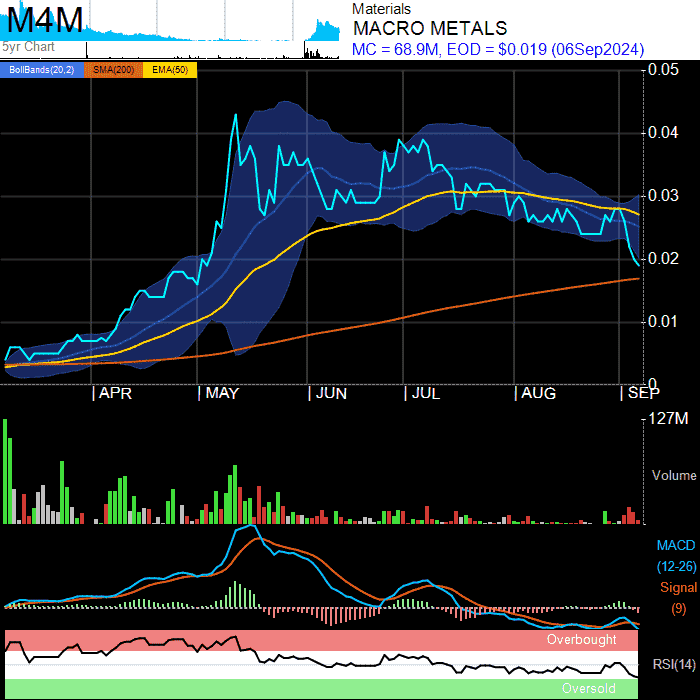 M4M
5yr Chart
Materials
MACRO METALS
MC = 68.9M, EOD = $0.019 (06Sep2024)
BollBands(20,2) SMA(200) EMA(50)
0.05
0.04
0.03
0.02
0.01
0
APR MAY JUN JUL AUG SEP
127M
Volume
MACD
(12-26)
Signal
(9)
Overbought
RSI(14)
Oversold